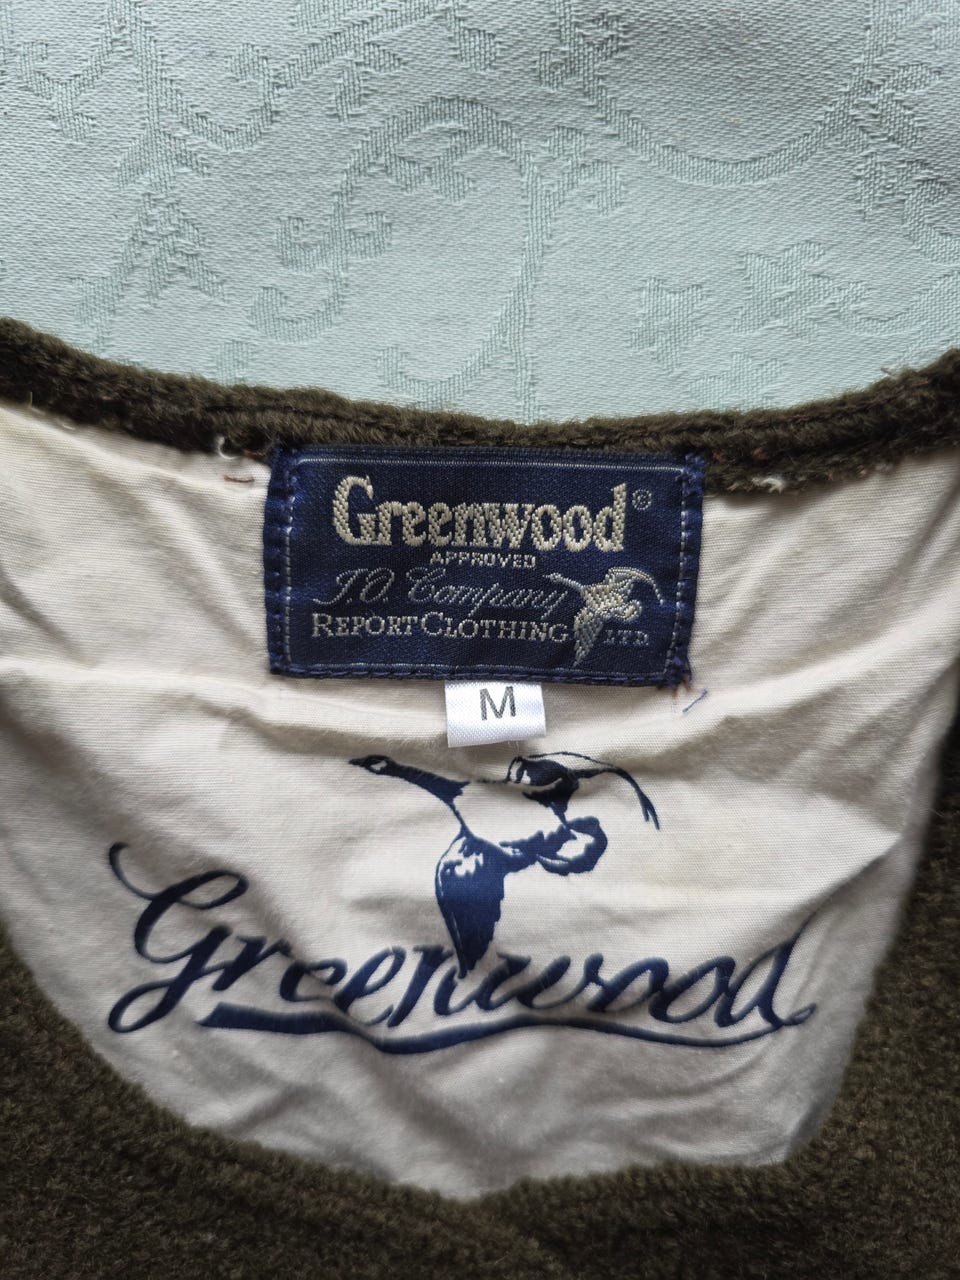 Greenwood©
APPROVED
J.O. Company
REPORT CLOTHING LTD.
M
Greenwood